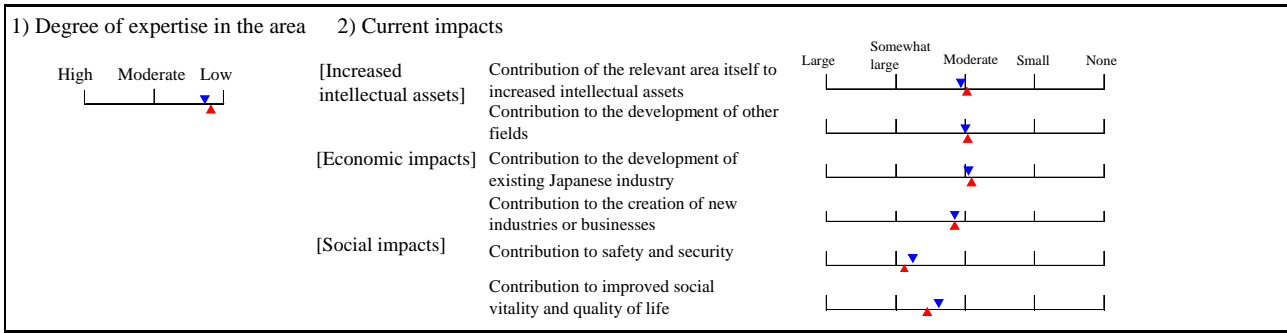 1) Degree of expertise in the area 2) Current impacts
High Moderate Low
[Increased intellectual assets]
Contribution of the relevant area itself to
increased intellectual assets
Large Somewhat large Moderate Small None
Contribution to the development of other
fields
[Economic impacts]
Contribution to the development of
existing Japanese industry
Contribution to the creation of new
industries or businesses
[Social impacts]
Contribution to safety and security
Contribution to improved social
vitality and quality of life